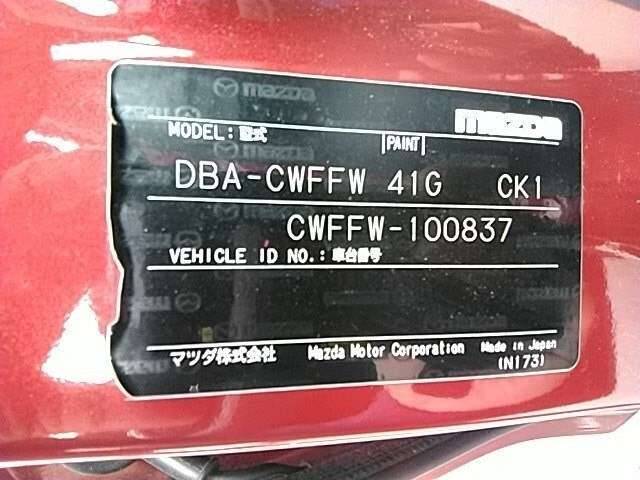 mazda
MODEL: 型式 PAINT
DBA-CWFFW 41G CK1
CWFFW-100837
VEHICLE ID NO.: 車台番号
マツダ株式会社 Mazda Motor Corporation Made in Japan
(N173)